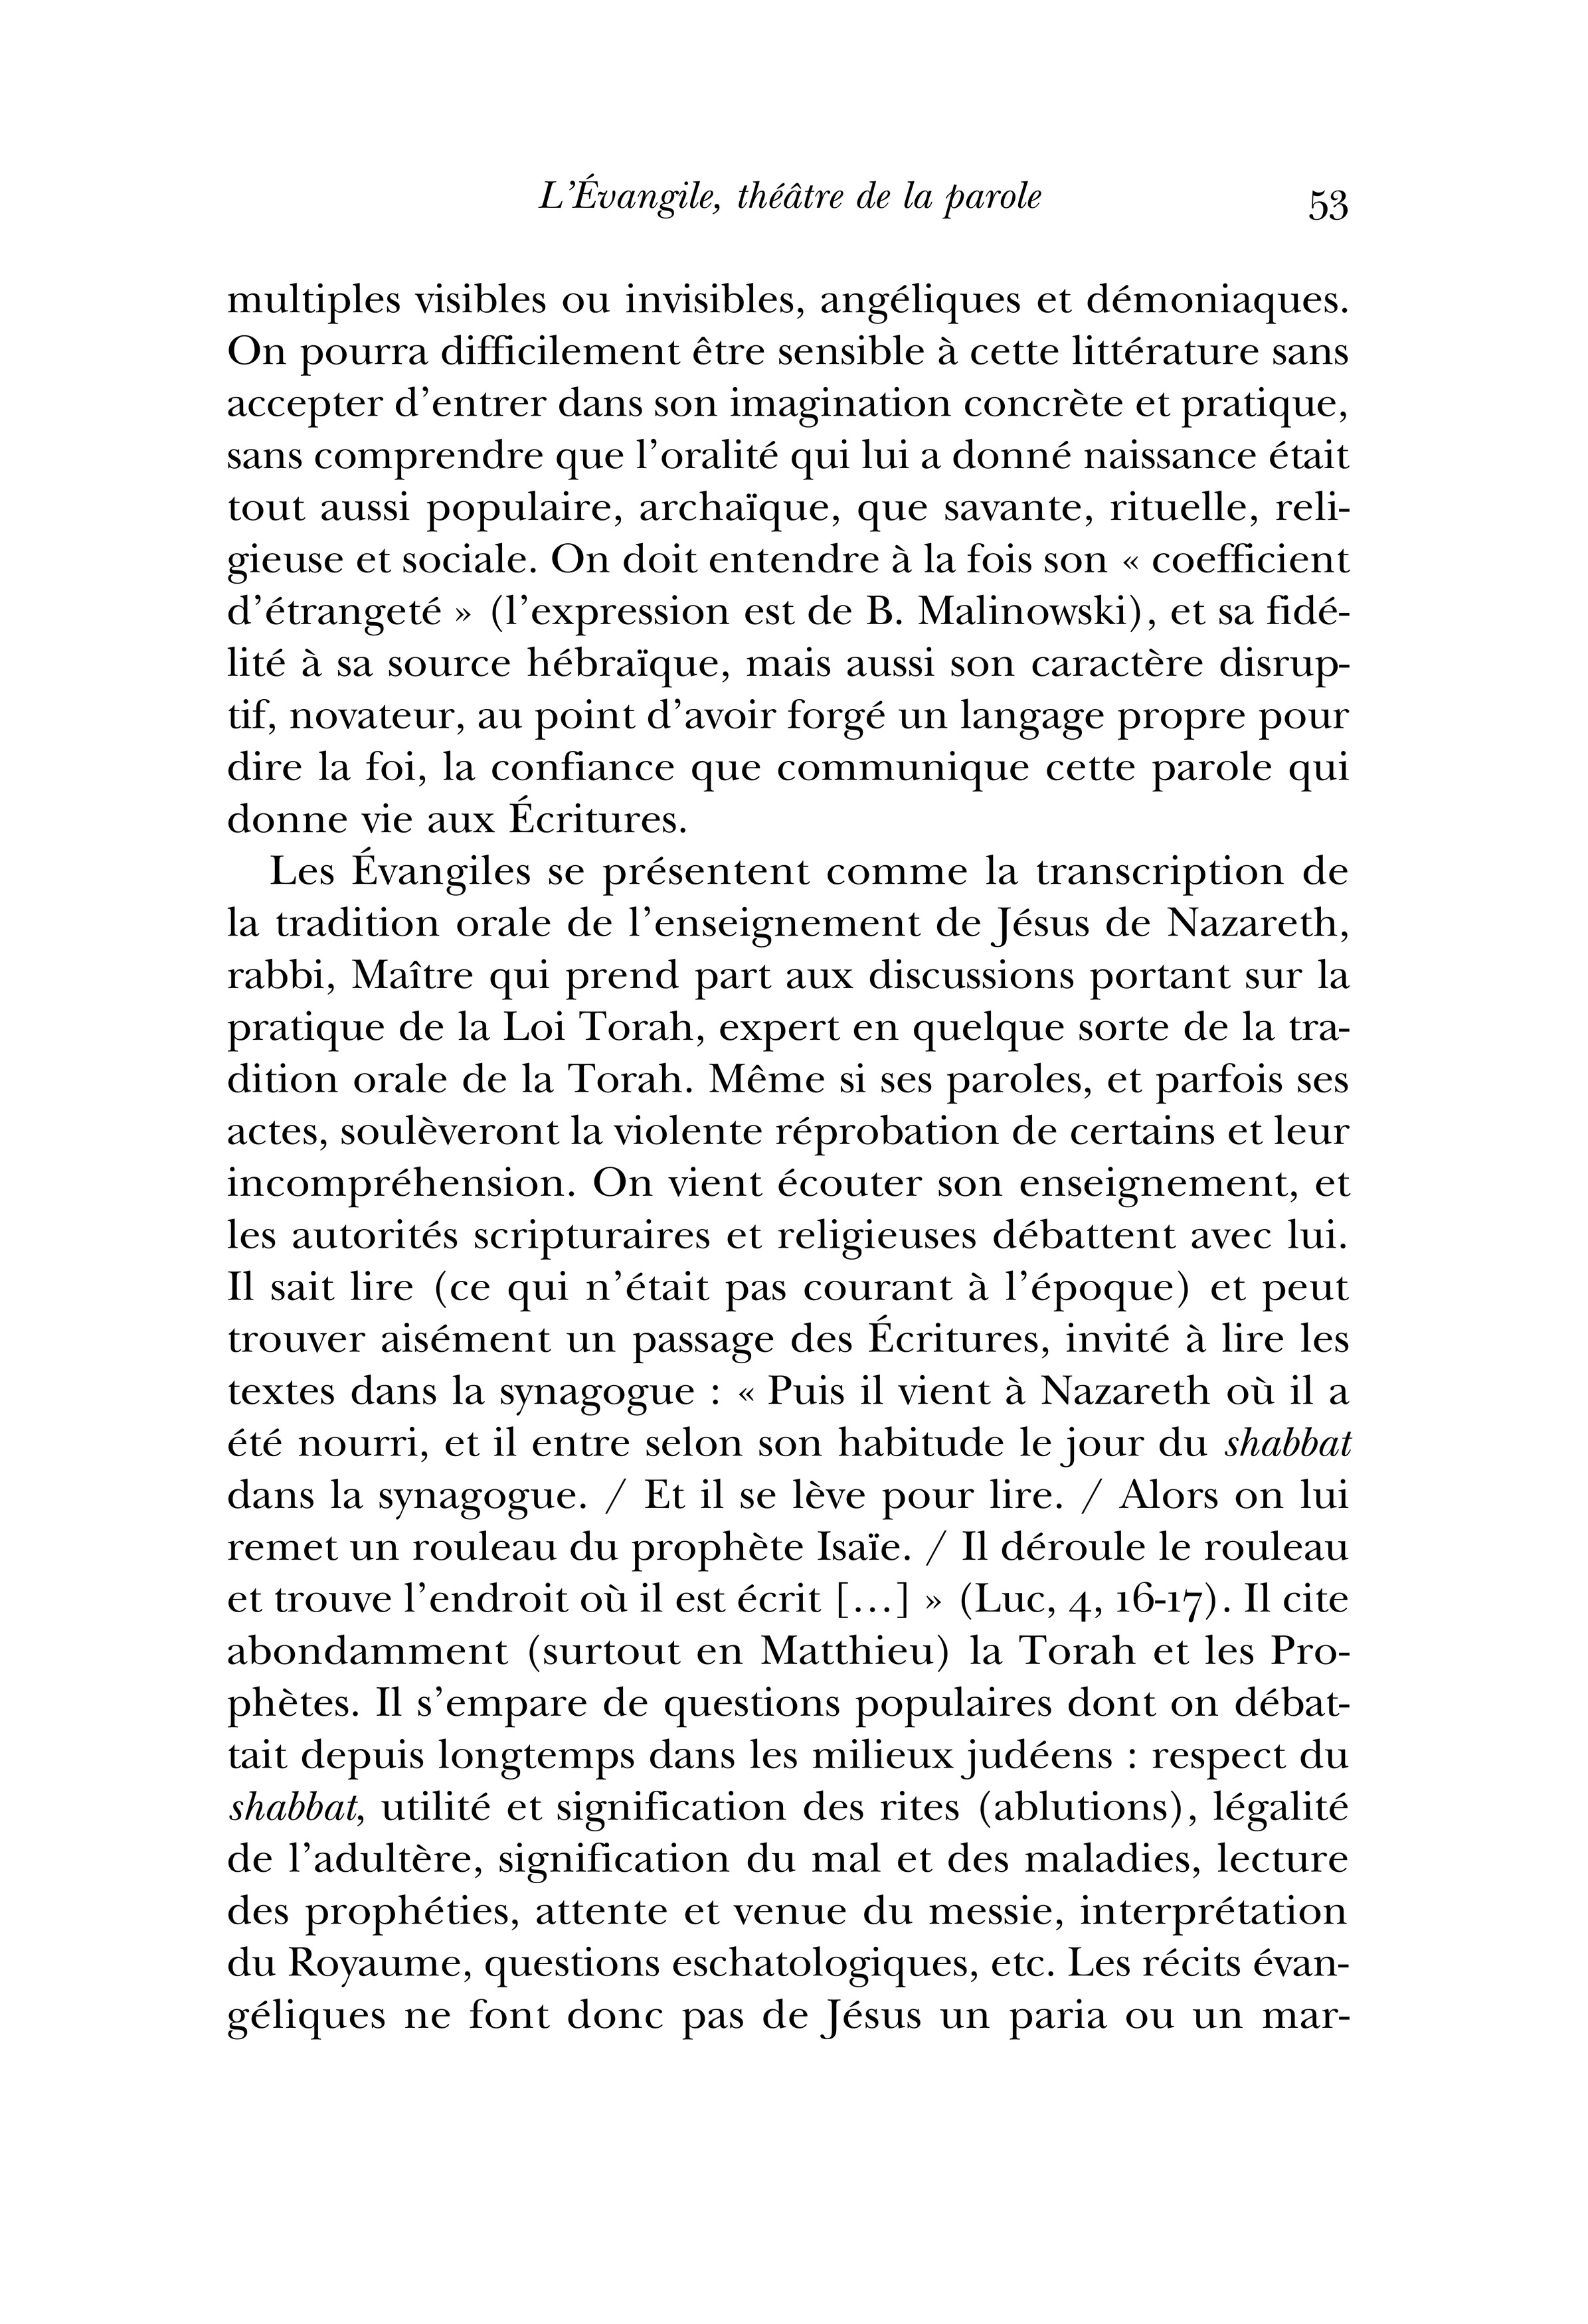 L’Évangile, théâtre de la parole 53
multiples visibles ou invisibles, angéliques et démoniaques.
On pourra difficilement être sensible à cette littérature sans
accepter d’entrer dans son imagination concrète et pratique,
sans comprendre que l’oralité qui lui a donné naissance était
tout aussi populaire, archaïque, que savante, rituelle, reli-
gieuse et sociale. On doit entendre à la fois son « coefficient
d’étrangeté » (l’expression est de B. Malinowski), et sa fidé-
lité à sa source hébraïque, mais aussi son caractère disrup-
tif, novateur, au point d’avoir forgé un langage propre pour
dire la foi, la confiance que communique cette parole qui
donne vie aux Écritures.
Les Évangiles se présentent comme la transcription de
la tradition orale de l’enseignement de Jésus de Nazareth,
rabbi, Maître qui prend part aux discussions portant sur la
pratique de la Loi Torah, expert en quelque sorte de la tra-
dition orale de la Torah. Même si ses paroles, et parfois ses
actes, soulèveront la violente réprobation de certains et leur
incompréhension. On vient écouter son enseignement, et
les autorités scripturaires et religieuses débattent avec lui.
Il sait lire (ce qui n’était pas courant à l’époque) et peut
trouver aisément un passage des Écritures, invité à lire les
textes dans la synagogue : « Puis il vient à Nazareth où il a
été nourri, et il entre selon son habitude le jour du shabbat
dans la synagogue. / Et il se lève pour lire. / Alors on lui
remet un rouleau du prophète Isaïe. / Il déroule le rouleau
et trouve l’endroit où il est écrit […] » (Luc, 4, 16-17). Il cite
abondamment (surtout en Matthieu) la Torah et les Pro-
phètes. Il s’empare de questions populaires dont on débat-
tait depuis longtemps dans les milieux judéens : respect du
shabbat, utilité et signification des rites (ablutions), légalité
de l’adultère, signification du mal et des maladies, lecture
des prophéties, attente et venue du messie, interprétation
du Royaume, questions eschatologiques, etc. Les récits évan-
géliques ne font donc pas de Jésus un paria ou un mar-